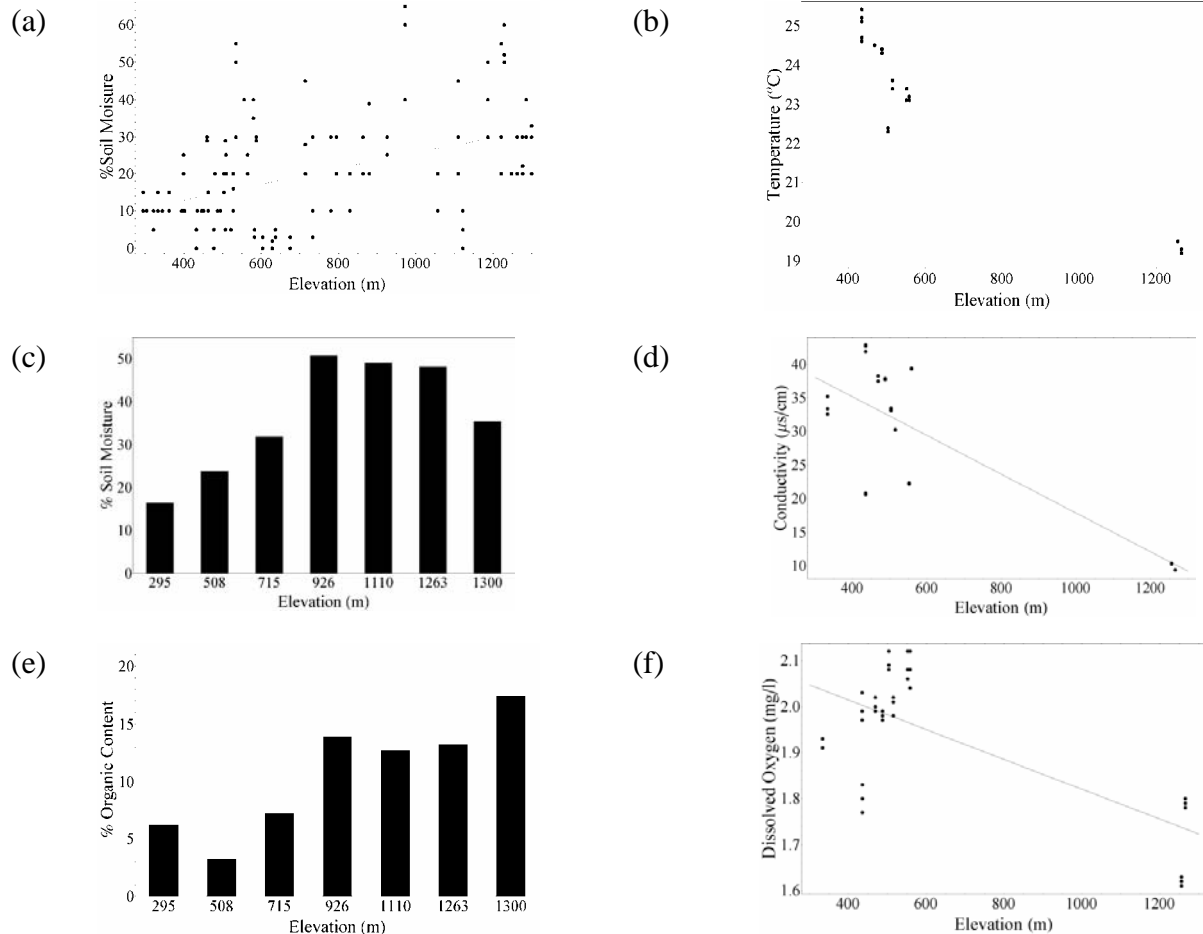 (a)
%Soil Moisure
60
50
40
30
20
10
0
400 600 800 1000 1200
Elevation (m)
(b)
Temperature (°C)
25
24
23
22
21
20
19
400 600 800 1000 1200
Elevation (m)
(c)
% Soil Moisture
50
40
30
20
10
0
295 508 715 926 1110 1263 1300
Elevation (m)
(d)
Conductivity (μs/cm)
40
35
30
25
20
15
10
400 600 800 1000 1200
Elevation (m)
(e)
% Organic Content
20
15
10
5
0
295 508 715 926 1110 1263 1300
Elevation (m)
(f)
Dissolved Oxygen (mg/l)
2.1
2.0
1.9
1.8
1.7
1.6
400 600 800 1000 1200
Elevation (m)